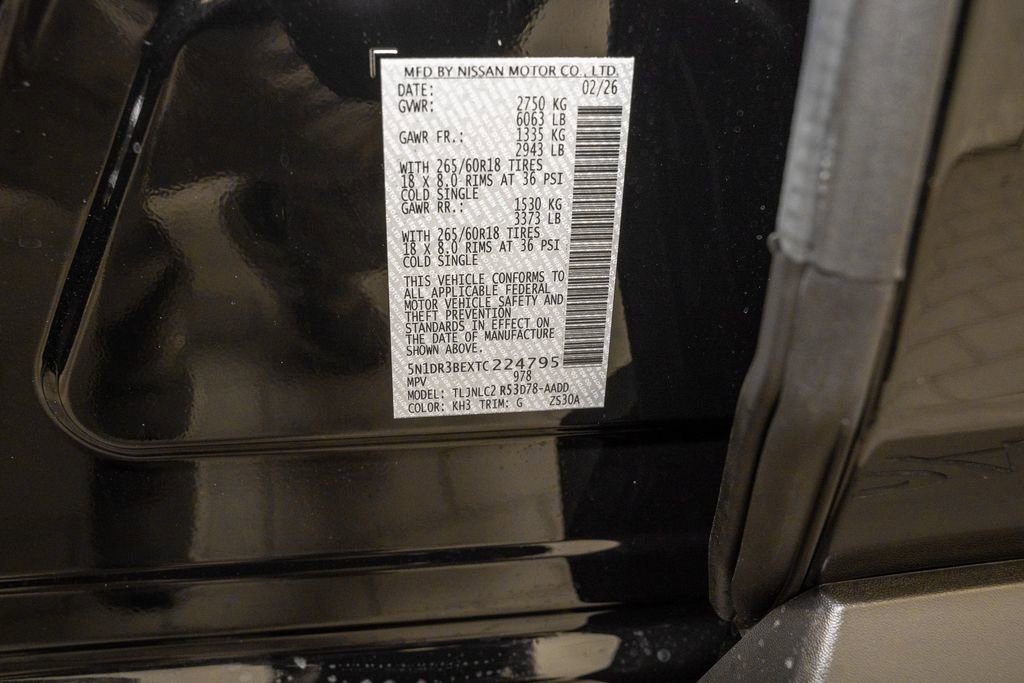 MFD BY NISSAN MOTOR CO., LTD.
DATE: 02/26
GVWR: 2750 KG
6063 LB
GAWR FR.: 1335 KG
2943 LB
WITH 265/60R18 TIRES
18 X 8.0 RIMS AT 36 PSI
COLD SINGLE
GAWR RR.: 1530 KG
3373 LB
WITH 265/60R18 TIRES
18 X 8.0 RIMS AT 36 PSI
COLD SINGLE
THIS VEHICLE CONFORMS TO
ALL APPLICABLE FEDERAL
MOTOR VEHICLE SAFETY AND
THEFT PREVENTION
STANDARDS IN EFFECT ON
THE DATE OF MANUFACTURE
SHOWN ABOVE.
5N1DR3BEXTC224795
MPV 978
MODEL: TLJNLC2 R53D78-AADD
COLOR: KH3 TRIM: G ZS30A